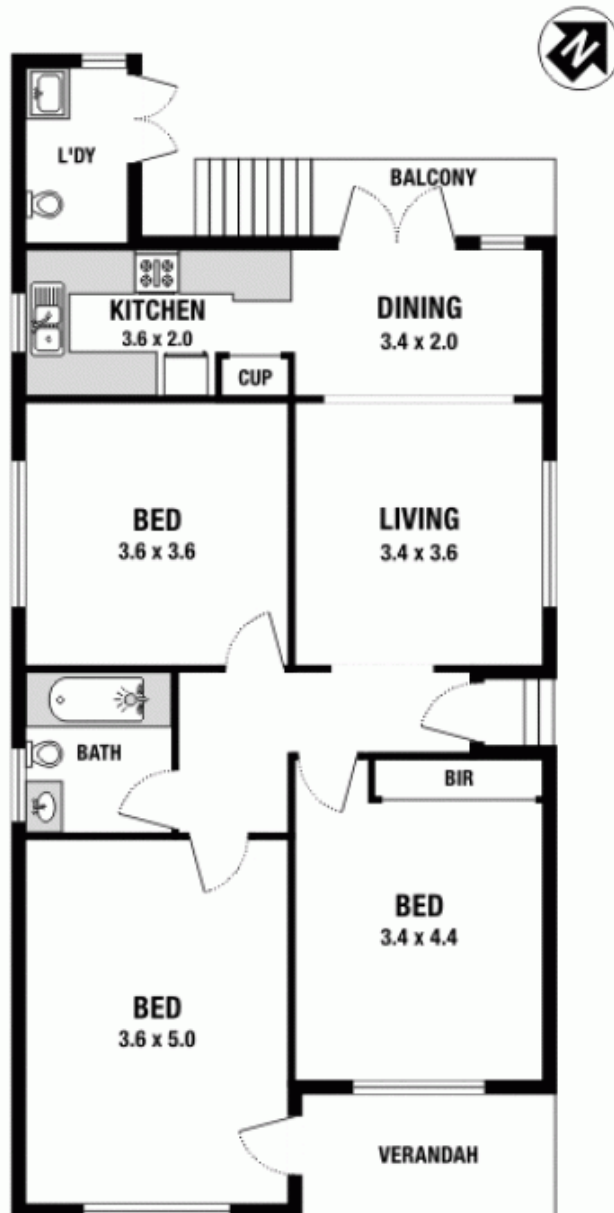 N
L'DY
BALCONY
KITCHEN
3.6 x 2.0
DINING
3.4 x 2.0
CUP
BED
3.6 x 3.6
LIVING
3.4 x 3.6
BATH
BIR
BED
3.4 x 4.4
BED
3.6 x 5.0
VERANDAH